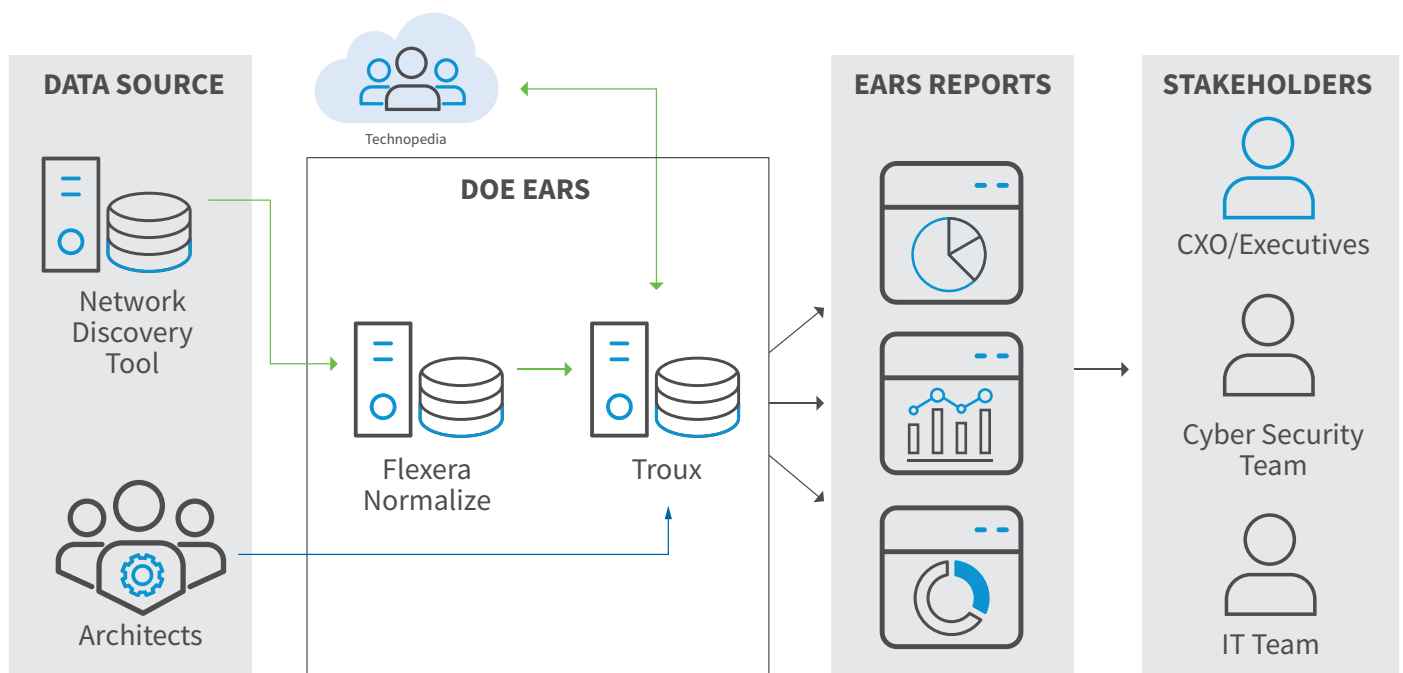 DATA SOURCE
Network
Discovery
Tool
Architects
Technopedia
DOE EARS
Flexera
Normalize
Troux
EARS REPORTS
STAKEHOLDERS
CXO/Executives
Cyber Security
Team
IT Team